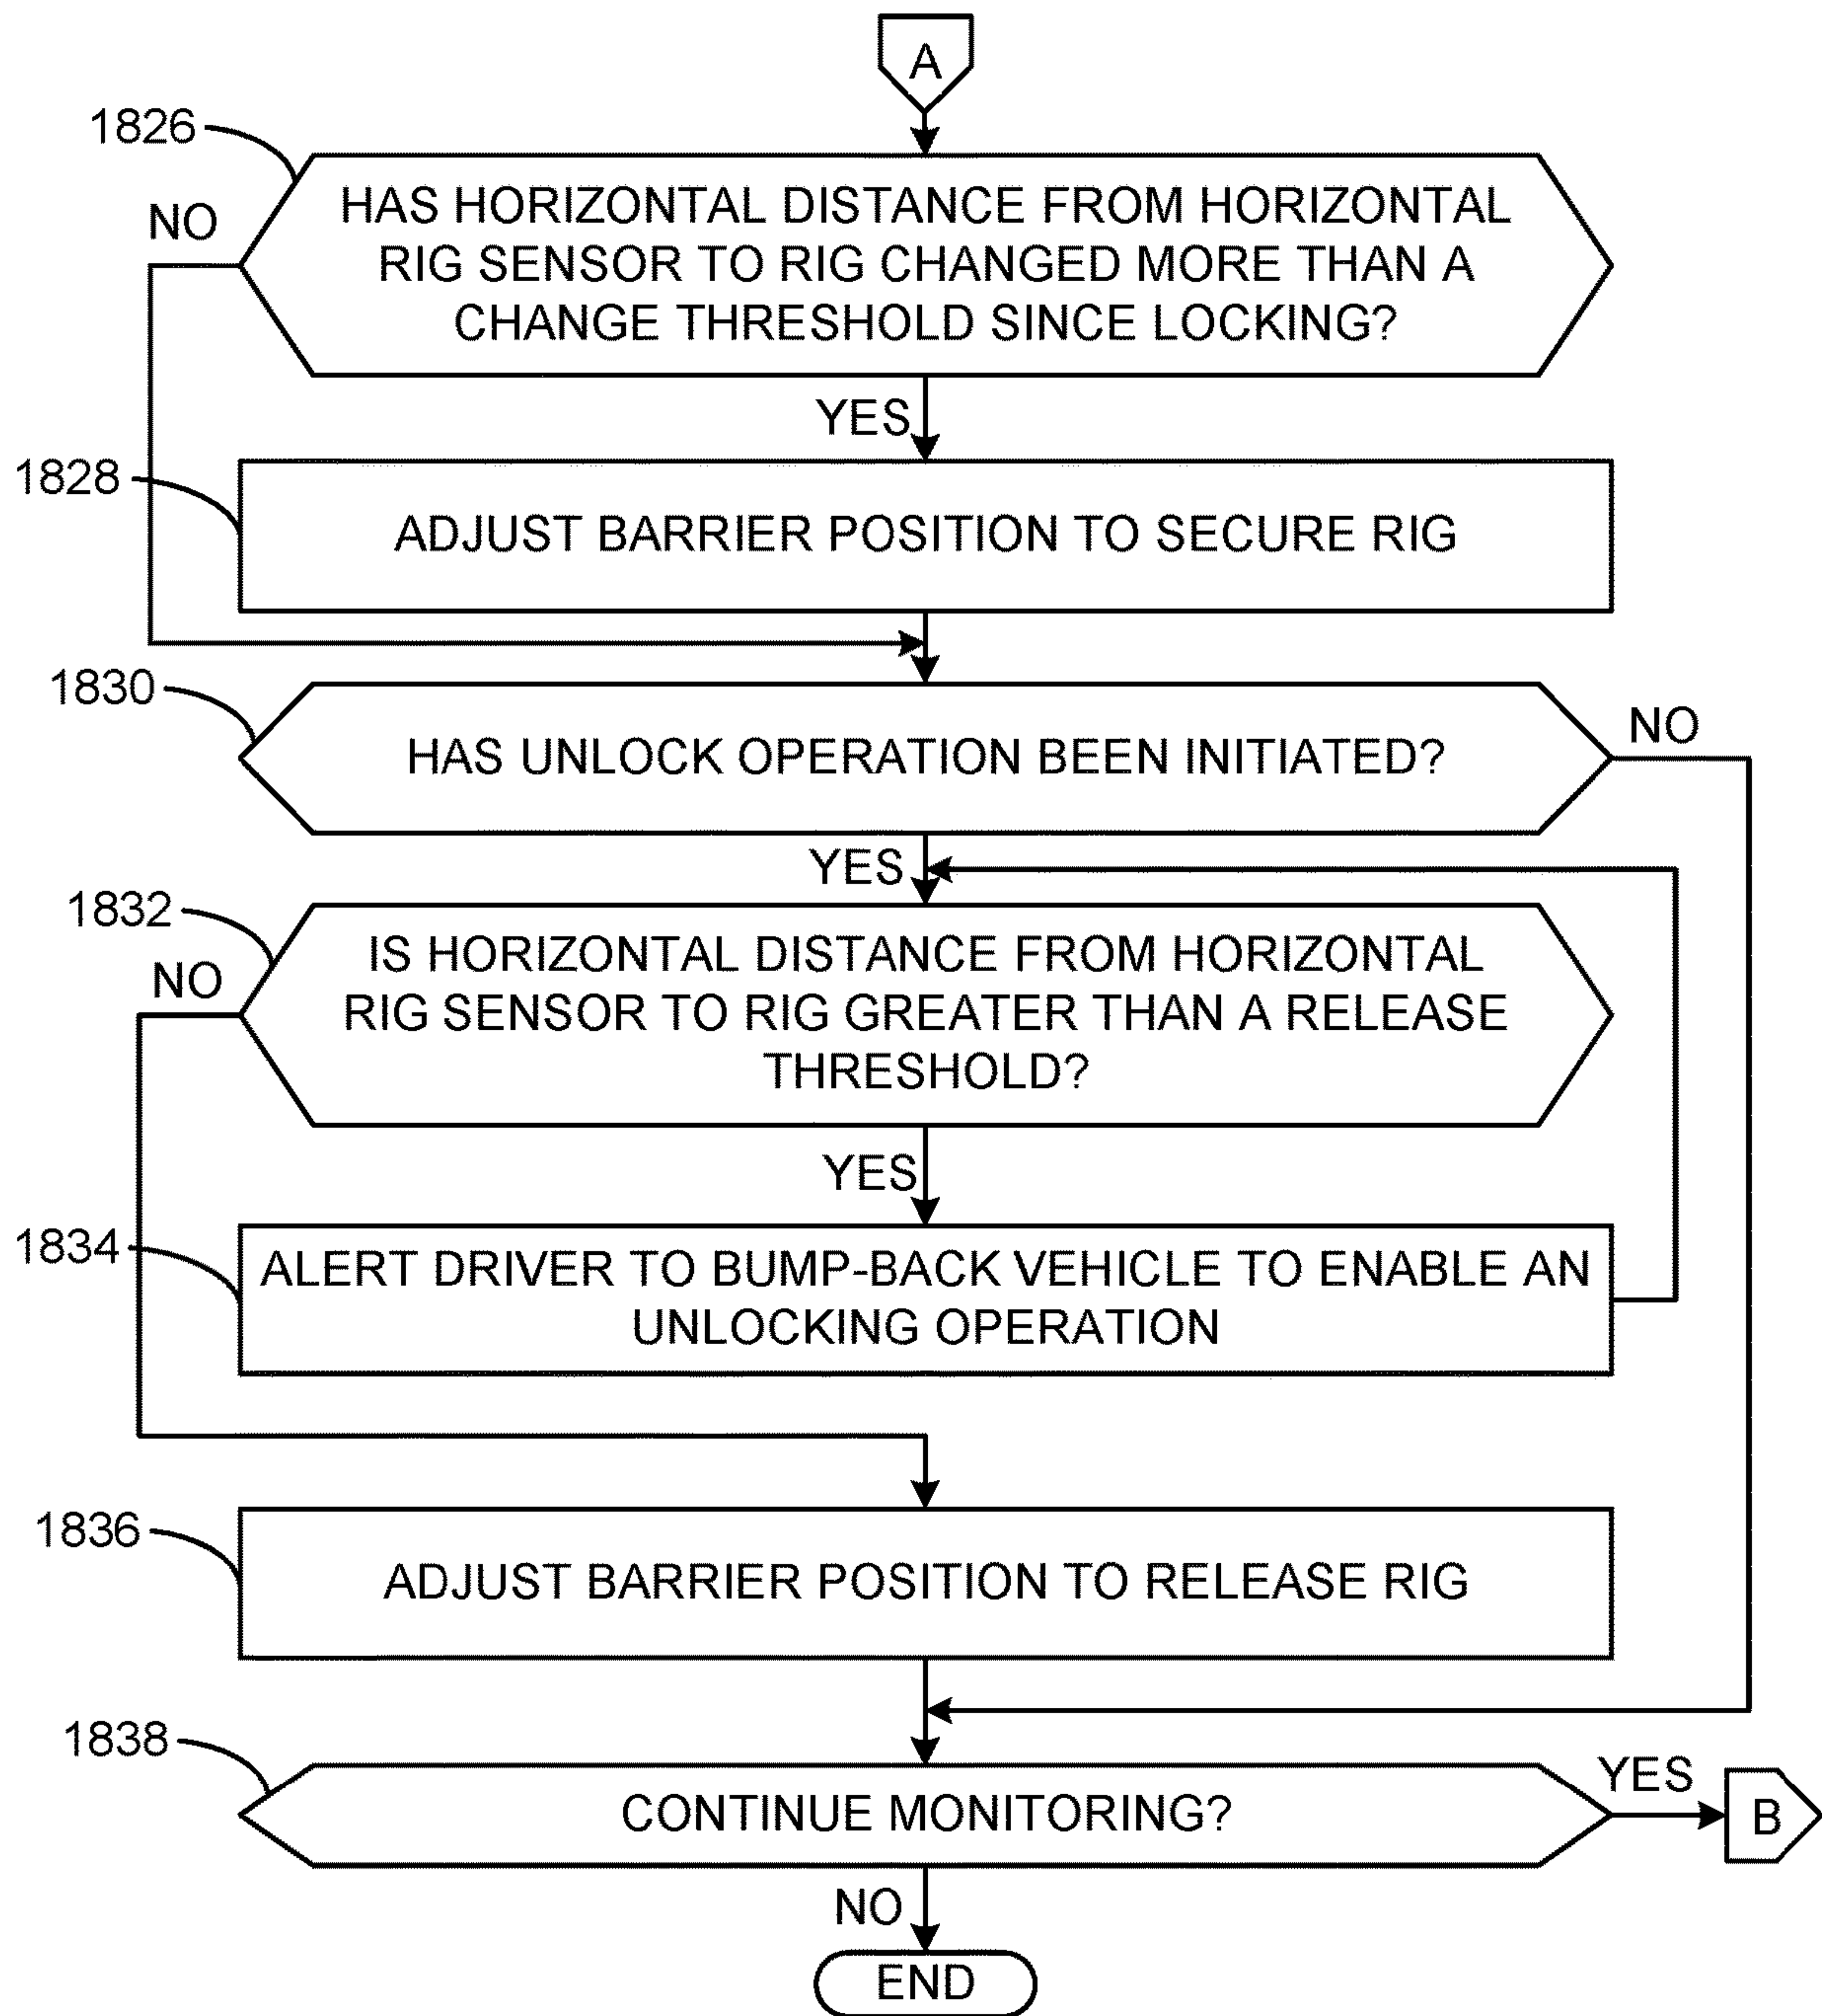 A
1826
NO
HAS HORIZONTAL DISTANCE FROM HORIZONTAL
RIG SENSOR TO RIG CHANGED MORE THAN A
CHANGE THRESHOLD SINCE LOCKING?
YES
1828
ADJUST BARRIER POSITION TO SECURE RIG
1830
HAS UNLOCK OPERATION BEEN INITIATED?
NO
YES
1832
NO
IS HORIZONTAL DISTANCE FROM HORIZONTAL
RIG SENSOR TO RIG GREATER THAN A RELEASE
THRESHOLD?
YES
1834
ALERT DRIVER TO BUMP-BACK VEHICLE TO ENABLE AN
UNLOCKING OPERATION
1836
ADJUST BARRIER POSITION TO RELEASE RIG
1838
CONTINUE MONITORING?
YES
B
NO
END